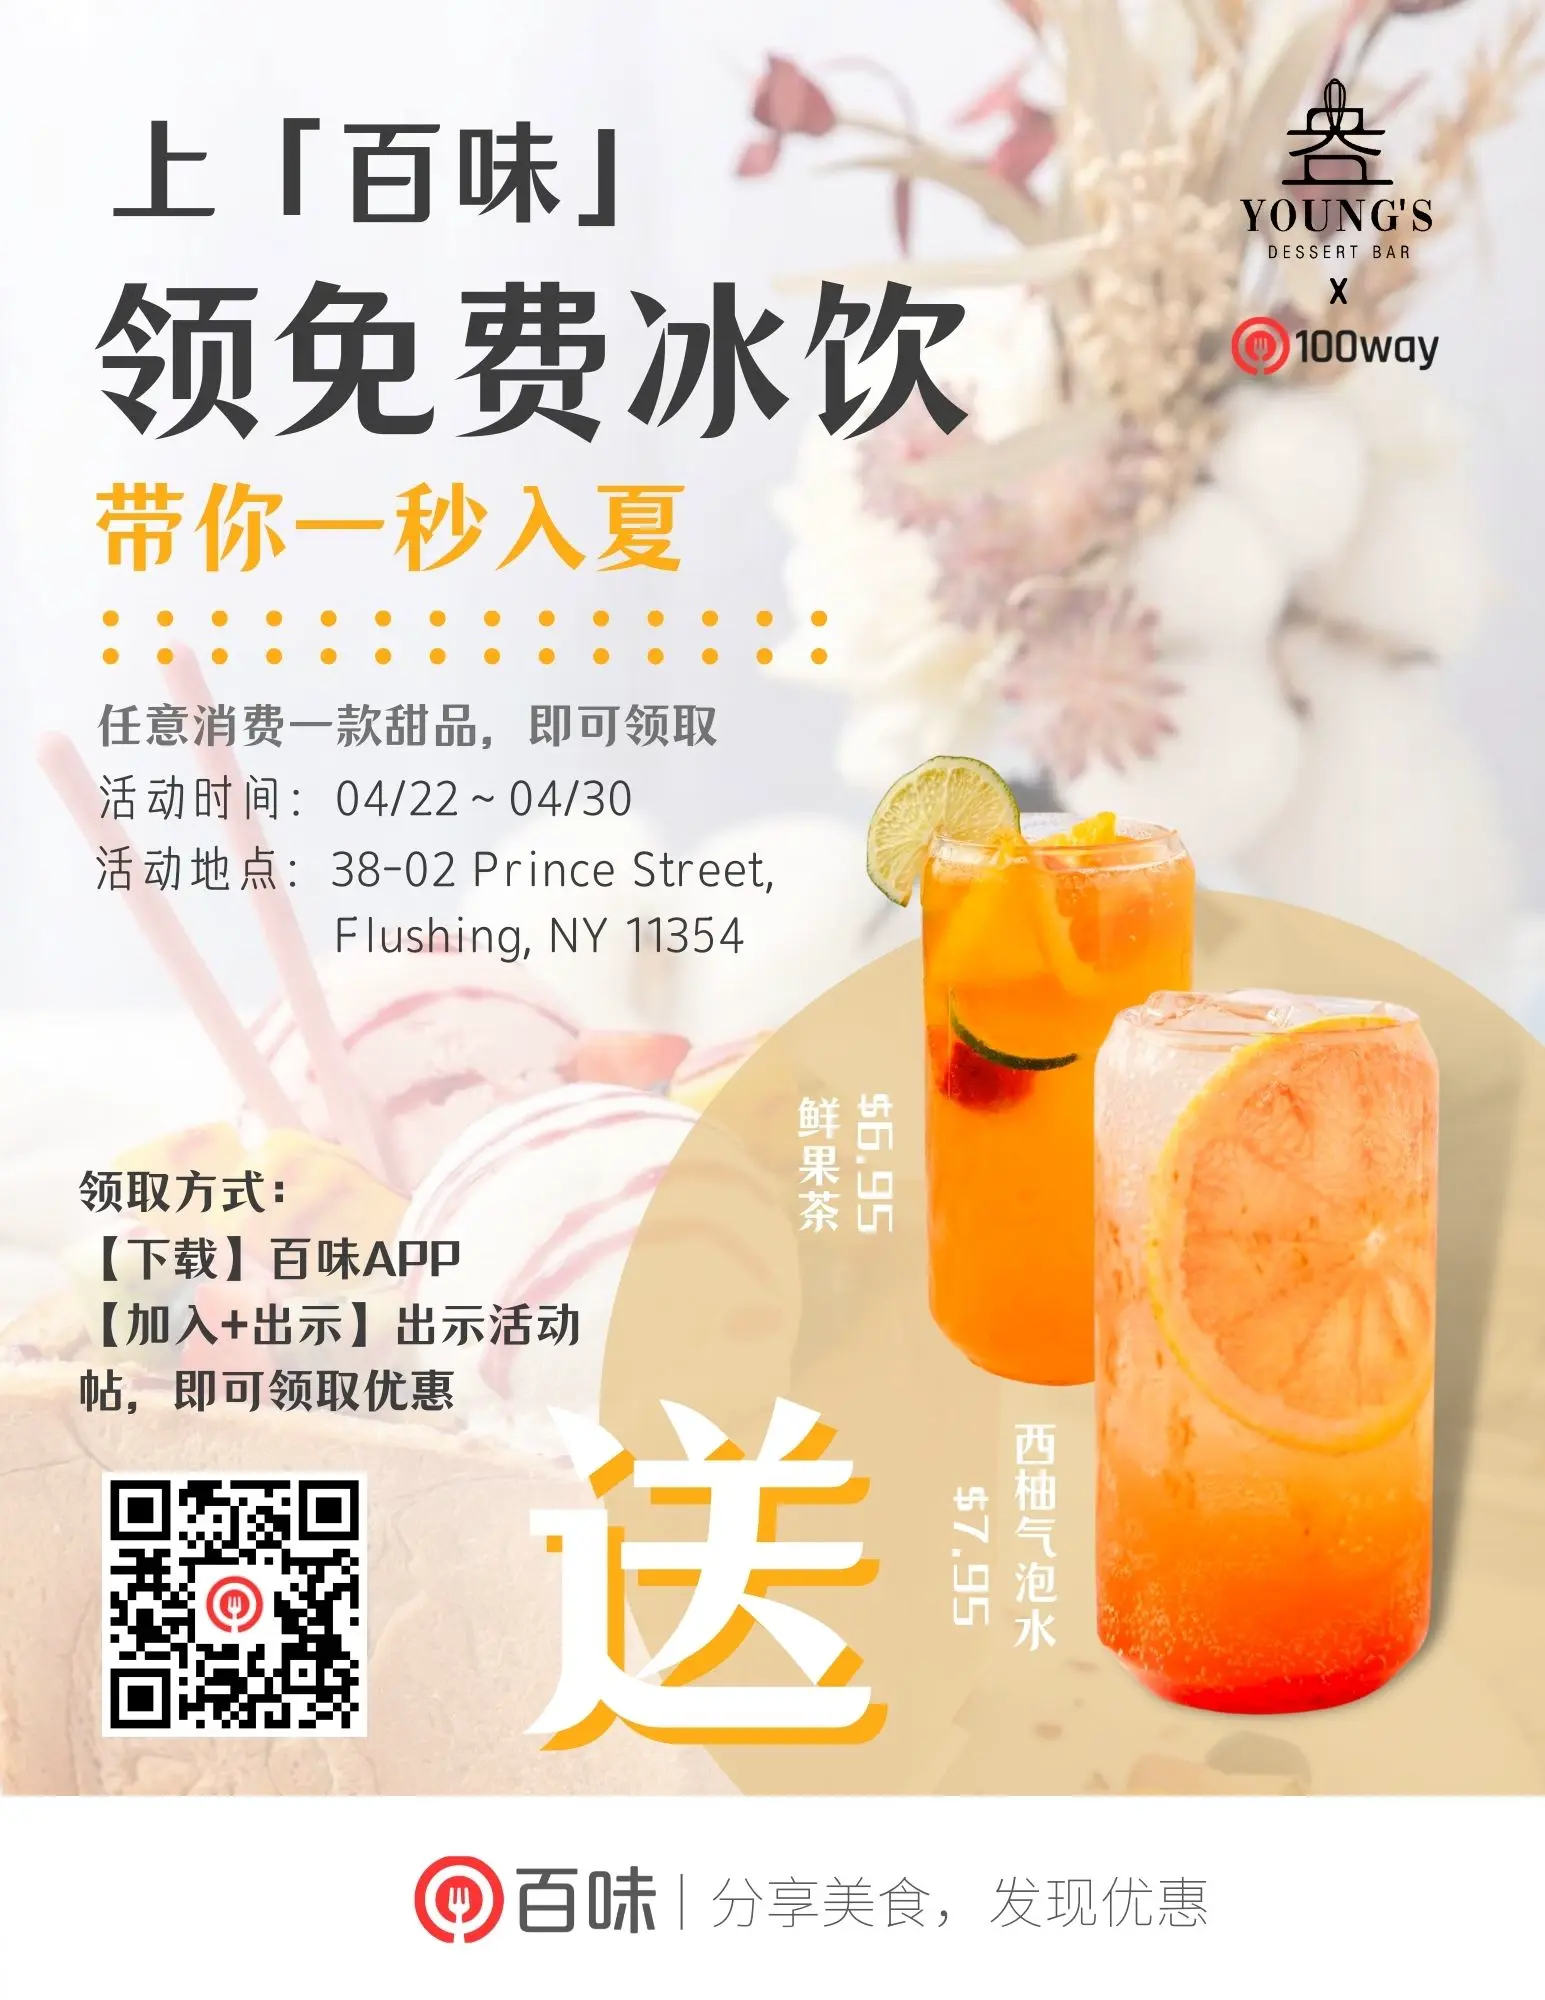 上「百味」
领免费冰饮
带你一秒入夏
YOUNG'S
DESSERT BAR
X
100way
任意消费一款甜品，即可领取
活动时间：04/22 ~ 04/30
活动地点：38-02 Prince Street,
Flushing, NY 11354
鲜果茶
$6.95
领取方式：
【下载】百味APP
【加入+出示】出示活动
帖，即可领取优惠
送
西柚气泡水
$7.95
百味｜分享美食，发现优惠